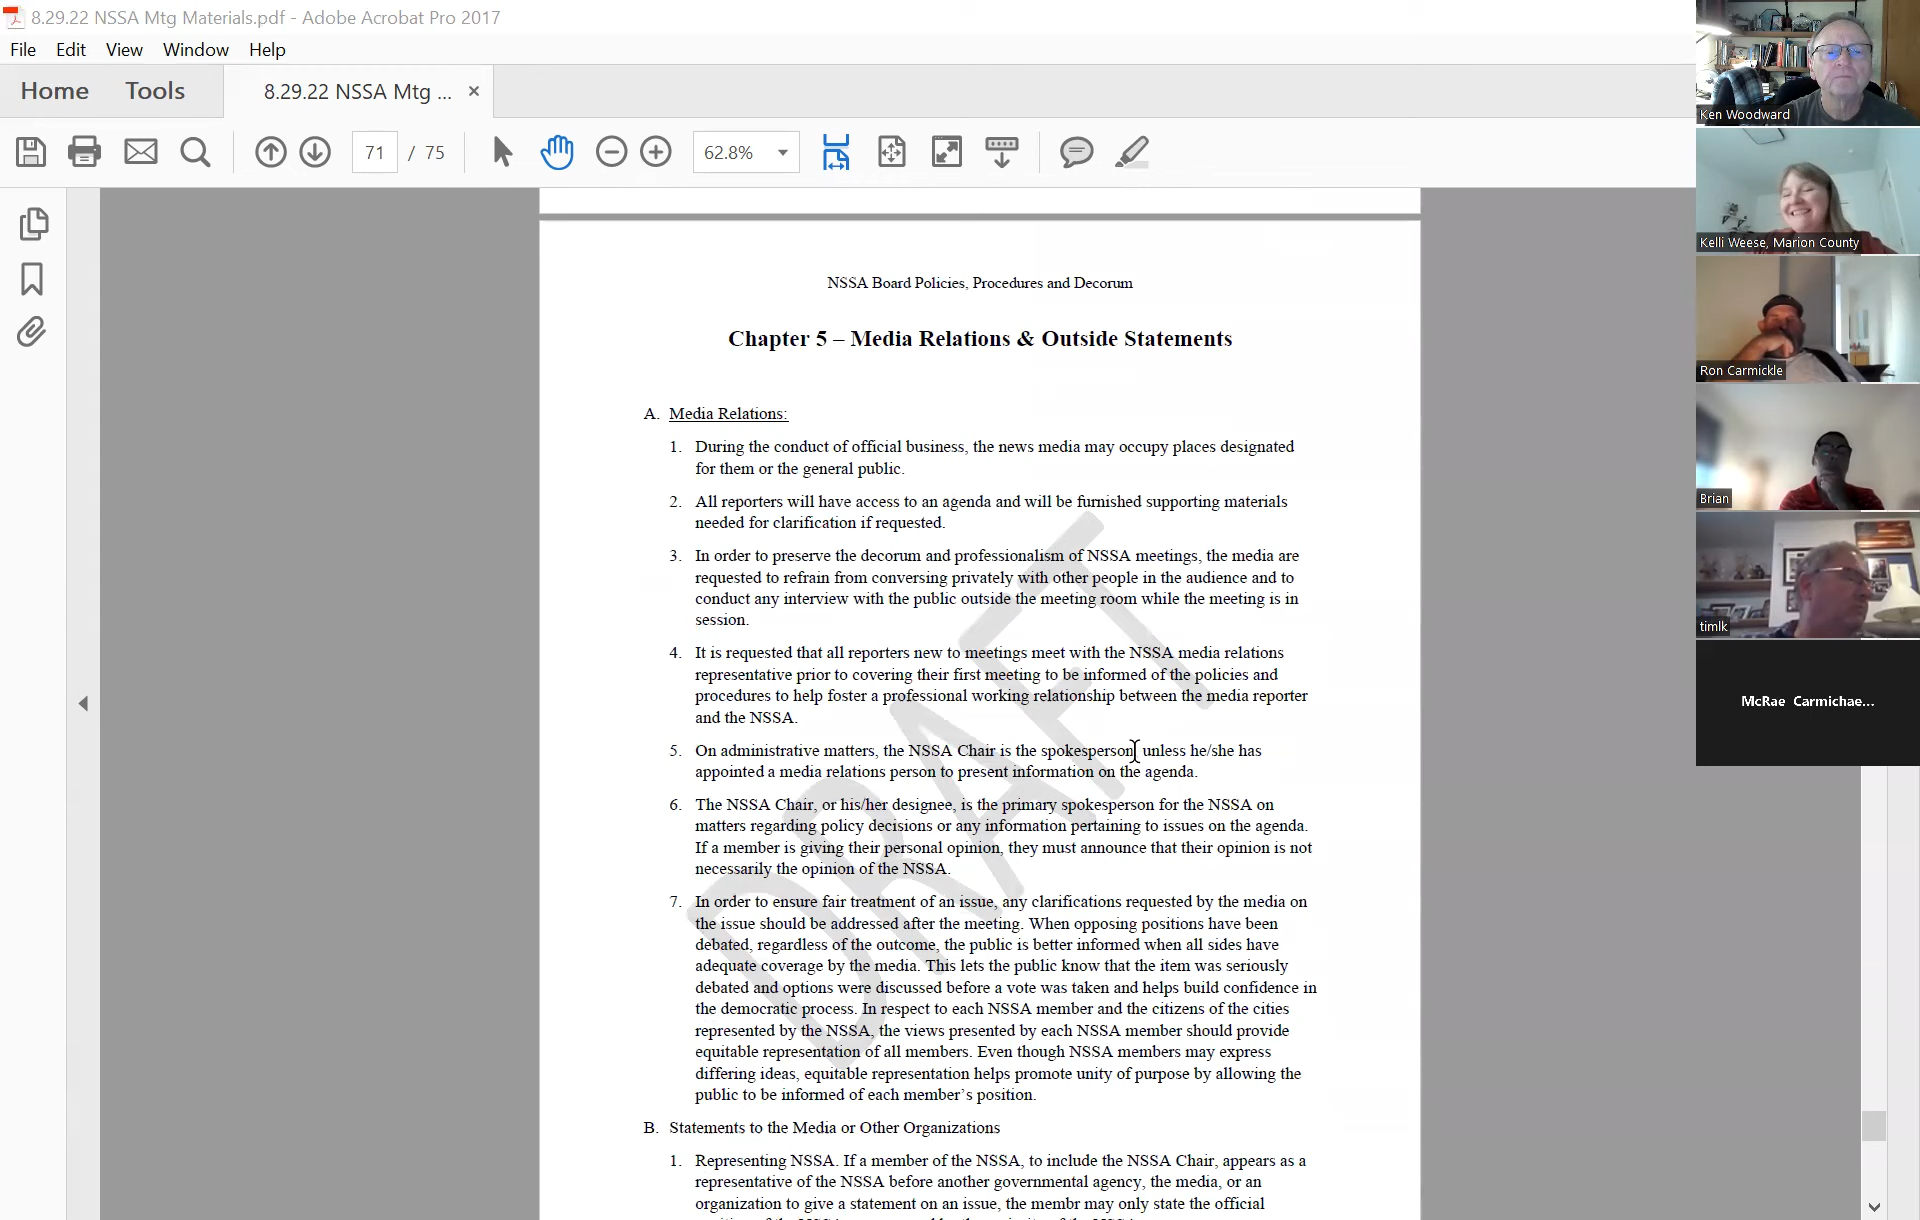 8.29.22 NSSA Mtg Materials.pdf - Adobe Acrobat Pro 2017
File Edit View Window Help
Home Tools 8.29.22 NSSA Mtg ... ×
71 / 75 62.8%
NSSA Board Policies, Procedures and Decorum
Chapter 5 – Media Relations & Outside Statements
A. Media Relations:
1. During the conduct of official business, the news media may occupy places designated
for them or the general public.
2. All reporters will have access to an agenda and will be furnished supporting materials
needed for clarification if requested.
3. In order to preserve the decorum and professionalism of NSSA meetings, the media are
requested to refrain from conversing privately with other people in the audience and to
conduct any interview with the public outside the meeting room while the meeting is in
session.
4. It is requested that all reporters new to meetings meet with the NSSA media relations
representative prior to covering their first meeting to be informed of the policies and
procedures to help foster a professional working relationship between the media reporter
and the NSSA.
5. On administrative matters, the NSSA Chair is the spokesperson, unless he/she has
appointed a media relations person to present information on the agenda.
6. The NSSA Chair, or his/her designee, is the primary spokesperson for the NSSA on
matters regarding policy decisions or any information pertaining to issues on the agenda.
If a member is giving their personal opinion, they must announce that their opinion is not
necessarily the opinion of the NSSA.
7. In order to ensure fair treatment of an issue, any clarifications requested by the media on
the issue should be addressed after the meeting. When opposing positions have been
debated, regardless of the outcome, the public is better informed when all sides have
adequate coverage by the media. This lets the public know that the item was seriously
debated and options were discussed before a vote was taken and helps build confidence in
the democratic process. In respect to each NSSA member and the citizens of the cities
represented by the NSSA, the views presented by each NSSA member should provide
equitable representation of all members. Even though NSSA members may express
differing ideas, equitable representation helps promote unity of purpose by allowing the
public to be informed of each member's position.
B. Statements to the Media or Other Organizations
1. Representing NSSA. If a member of the NSSA, to include the NSSA Chair, appears as a
representative of the NSSA before another governmental agency, the media, or an
organization to give a statement on an issue, the membr may only state the official
DRAFT
Ken Woodward
Kelli Weese, Marion County
Ron Carmickle
Brian
timlk
McRae Carmichae...